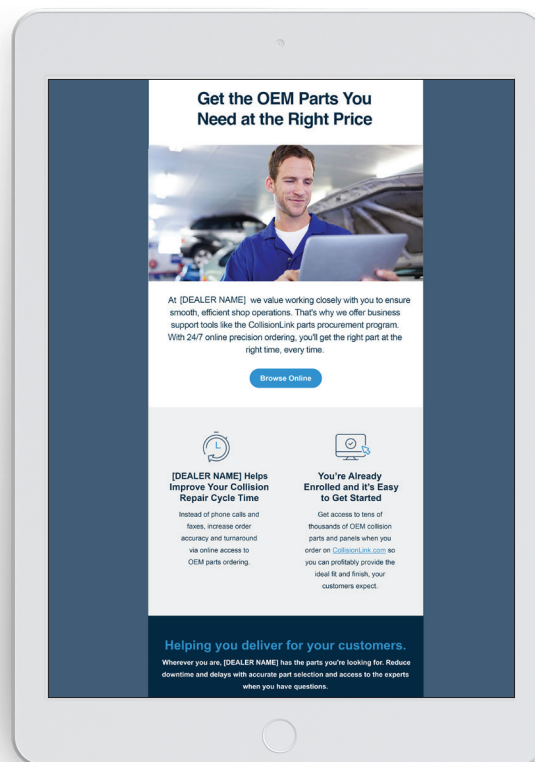 Get the OEM Parts You
Need at the Right Price
At [DEALER NAME] we value working closely with you to ensure
smooth, efficient shop operations. That's why we offer business
support tools like the CollisionLink parts procurement program.
With 24/7 online precision ordering, you'll get the right part at the
right time, every time.
Browse Online
[DEALER NAME] Helps
Improve Your Collision
Repair Cycle Time
Instead of phone calls and
faxes, increase order
accuracy and turnaround
via online access to
OEM parts ordering.
You're Already
Enrolled and it's Easy
to Get Started
Get access to tens of
thousands of OEM collision
parts and panels when you
order on CollisionLink.com so
you can profitably provide the
ideal fit and finish, your
customers expect.
Helping you deliver for your customers.
Wherever you are, [DEALER NAME] has the parts you're looking for. Reduce
downtime and delays with accurate part selection and access to the experts
when you have questions.